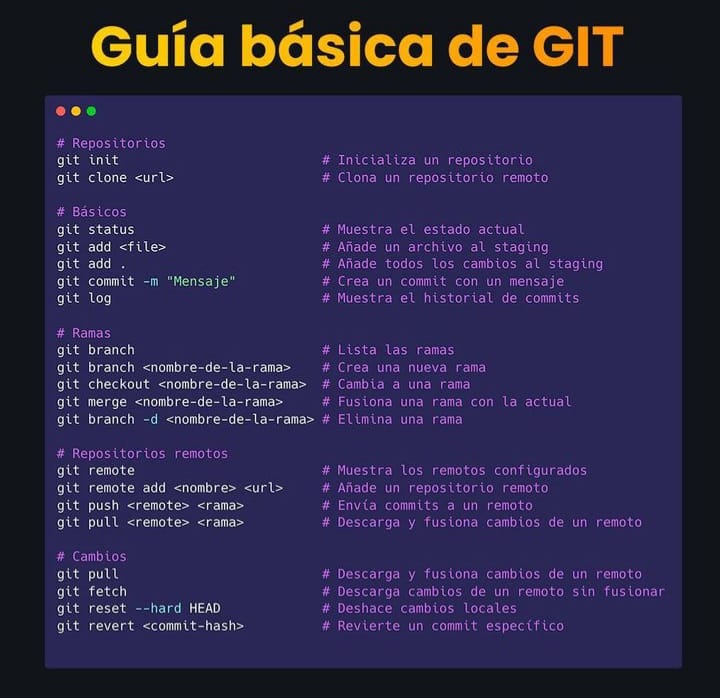 Guía básica de GIT
# Repositorios
git init # Inicializa un repositorio
git clone <url> # Clona un repositorio remoto
# Básicos
git status # Muestra el estado actual
git add <file> # Añade un archivo al staging
git add . # Añade todos los cambios al staging
git commit -m "Mensaje" # Crea un commit con un mensaje
git log # Muestra el historial de commits
# Ramas
git branch # Lista las ramas
git branch <nombre-de-la-rama> # Crea una nueva rama
git checkout <nombre-de-la-rama> # Cambia a una rama
git merge <nombre-de-la-rama> # Fusiona una rama con la actual
git branch -d <nombre-de-la-rama> # Elimina una rama
# Repositorios remotos
git remote # Muestra los remotos configurados
git remote add <nombre> <url> # Añade un repositorio remoto
git push <remote> <rama> # Envía commits a un remoto
git pull <remote> <rama> # Descarga y fusiona cambios de un remoto
# Cambios
git pull # Descarga y fusiona cambios de un remoto
git fetch # Descarga cambios de un remoto sin fusionar
git reset --hard HEAD # Deshace cambios locales
git revert <commit-hash> # Revierte un commit específico